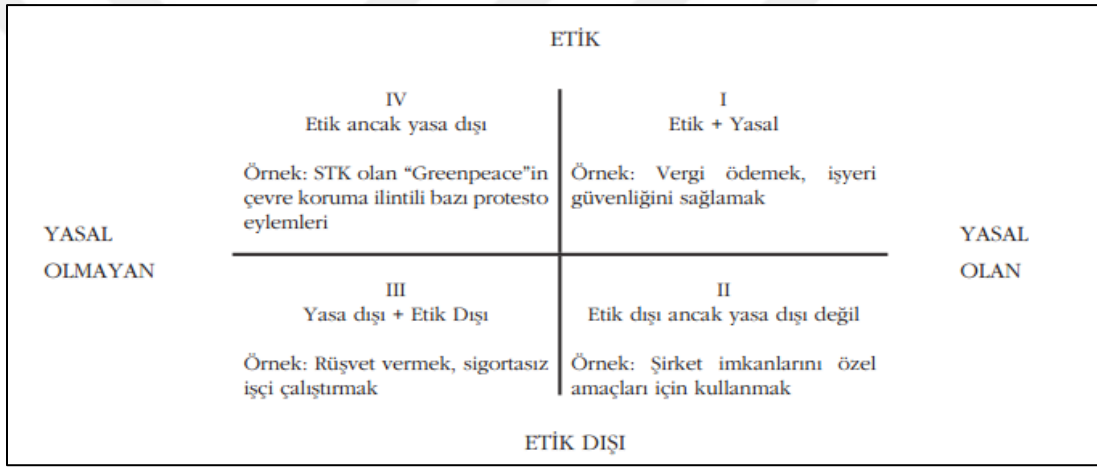 ETİK
IV
Etik ancak yasa dışı
Örnek: STK olan “Greenpeace”in
çevre koruma ilintili bazı protesto
eylemleri
I
Etik + Yasal
Örnek: Vergi ödemek, işyeri
güvenliğini sağlamak
YASAL
OLMAYAN
YASAL
OLAN
III
Yasa dışı + Etik Dışı
Örnek: Rüşvet vermek, sigortasız
işçi çalıştırmak
II
Etik dışı ancak yasa dışı değil
Örnek: Şirket imkanlarını özel
amaçları için kullanmak
ETİK DIŞI